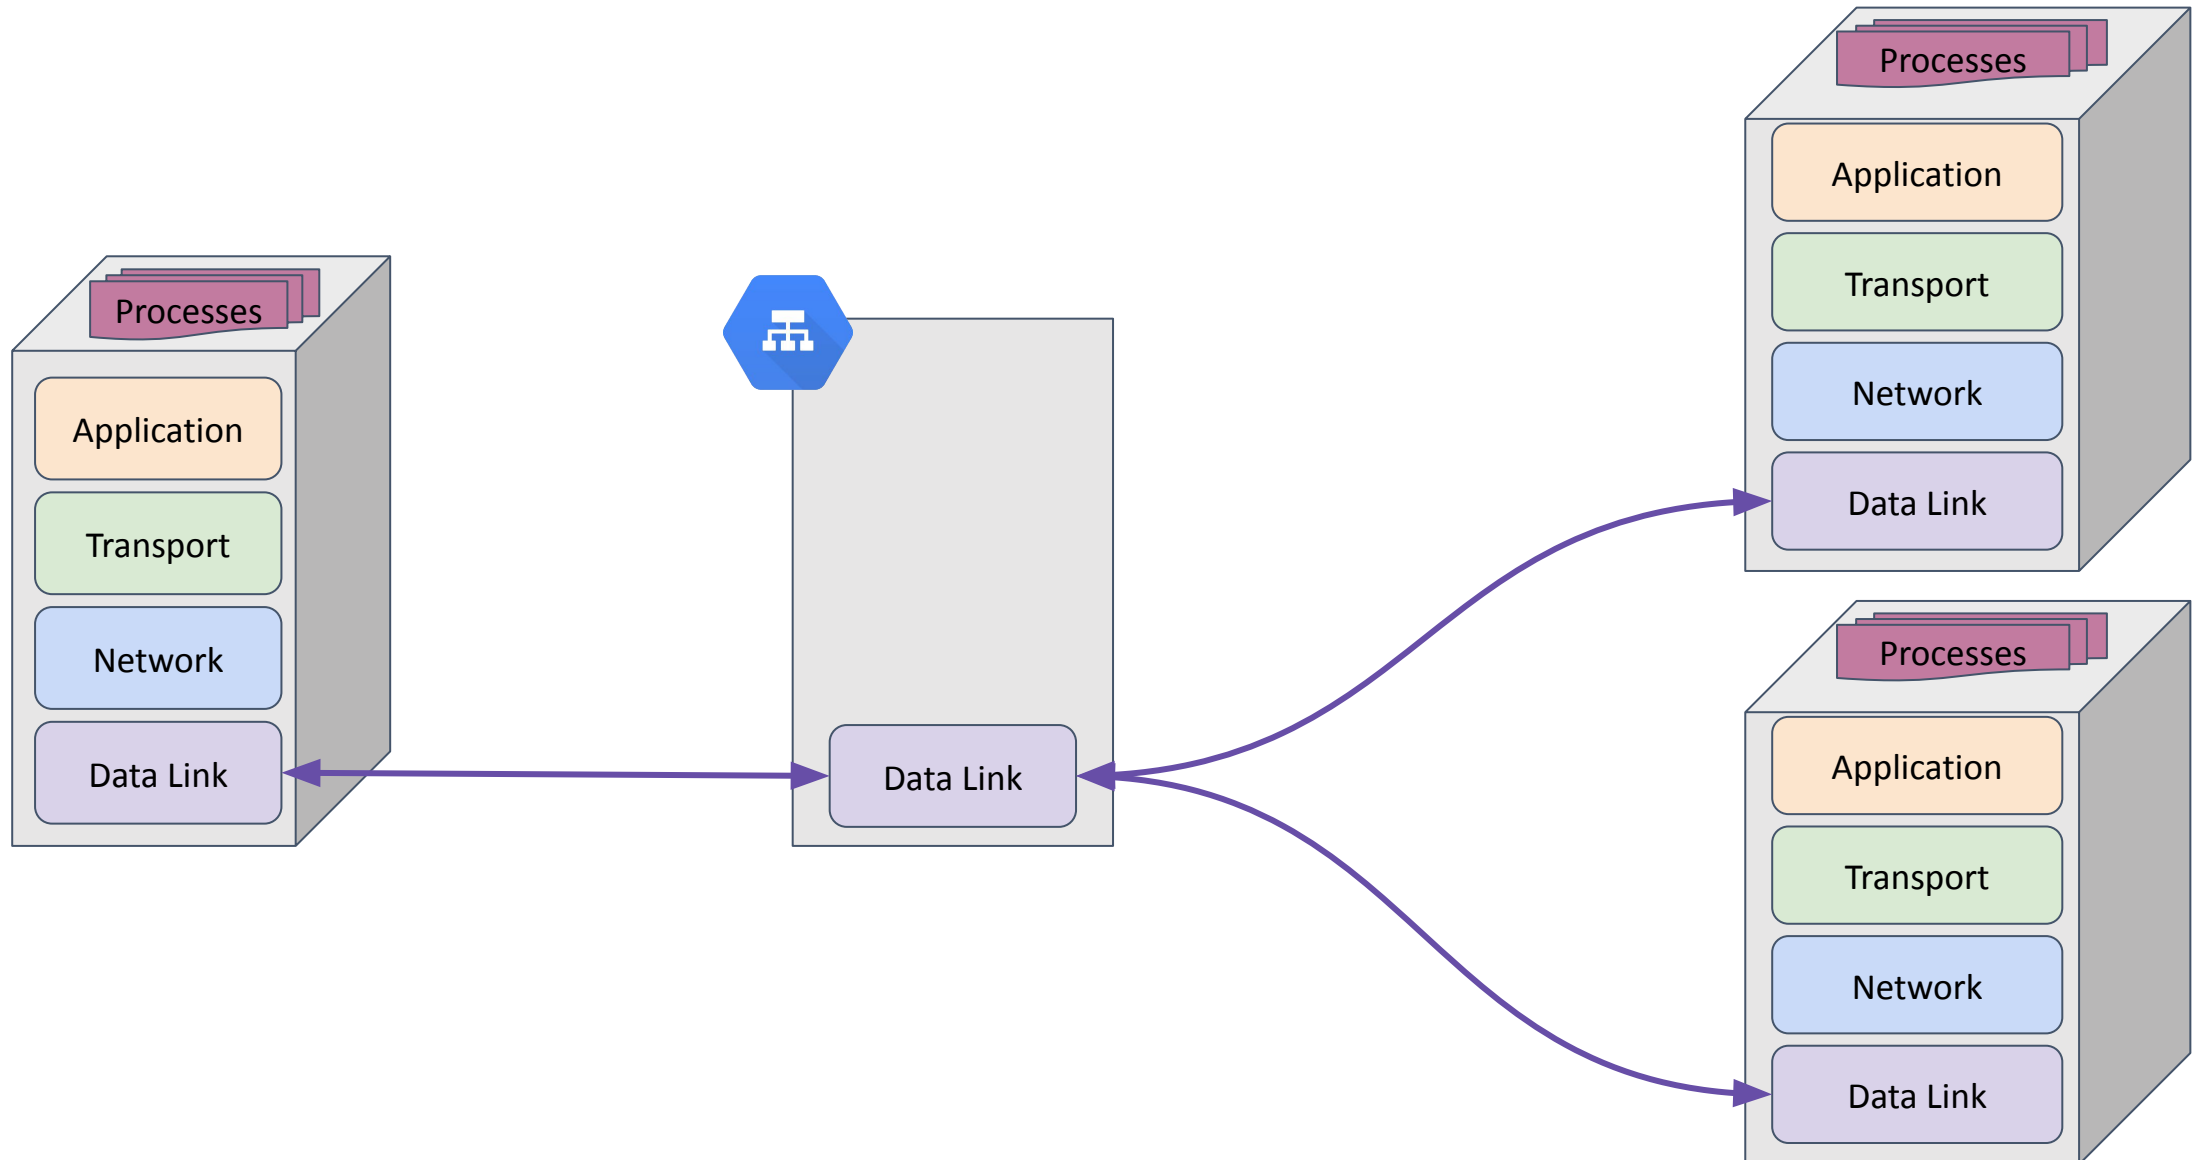 Processes
Application
Transport
Network
Data Link
Data Link
Processes
Application
Transport
Network
Data Link
Processes
Application
Transport
Network
Data Link